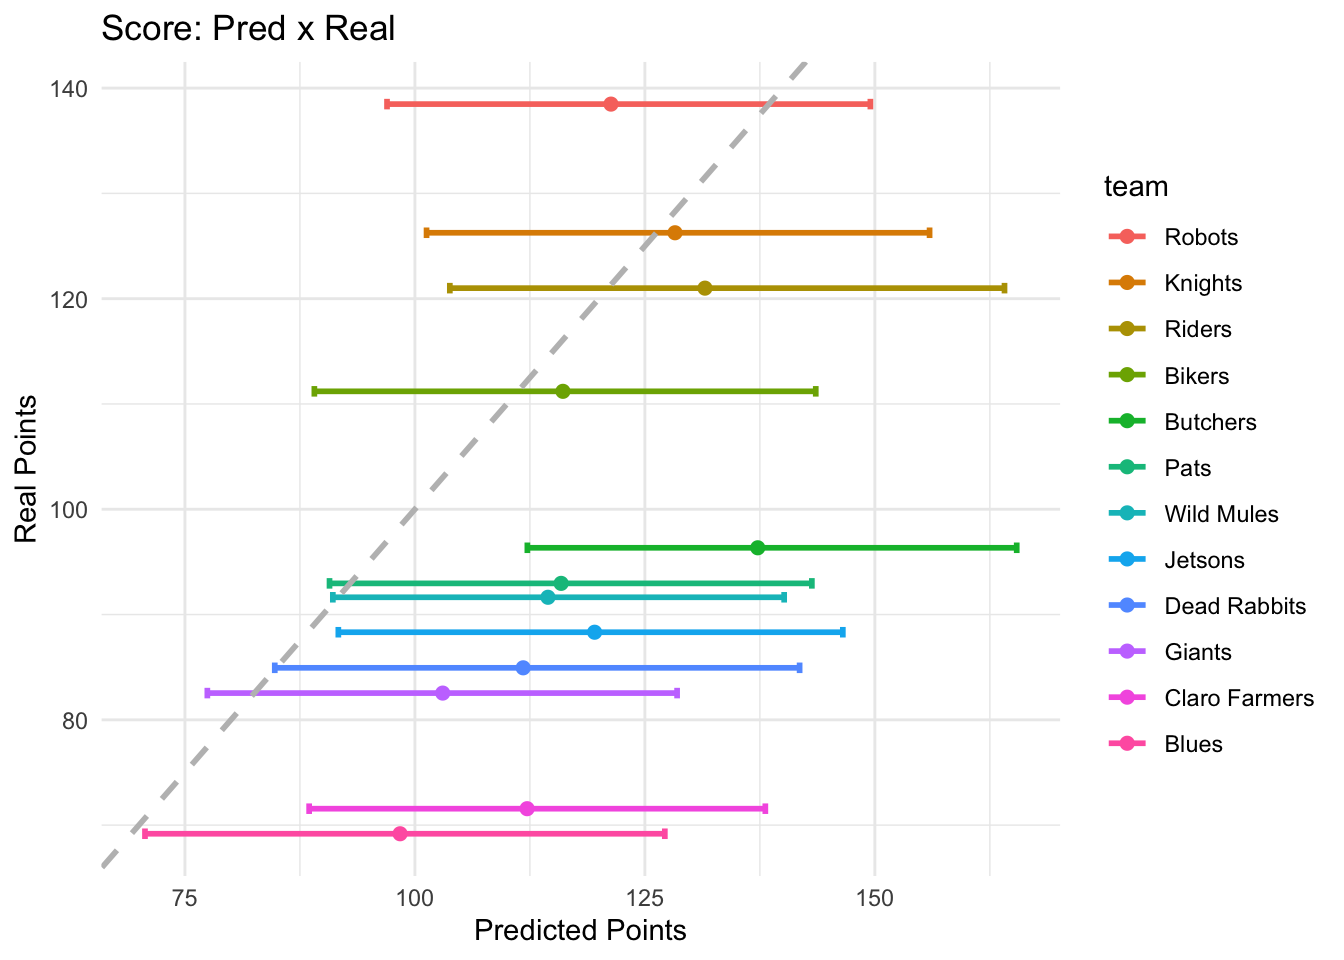 Score: Pred x Real
140
120
100
80
Real Points
75
100
125
150
Predicted Points
team
Robots
Knights
Riders
Bikers
Butchers
Pats
Wild Mules
Jetsons
Dead Rabbits
Giants
Claro Farmers
Blues